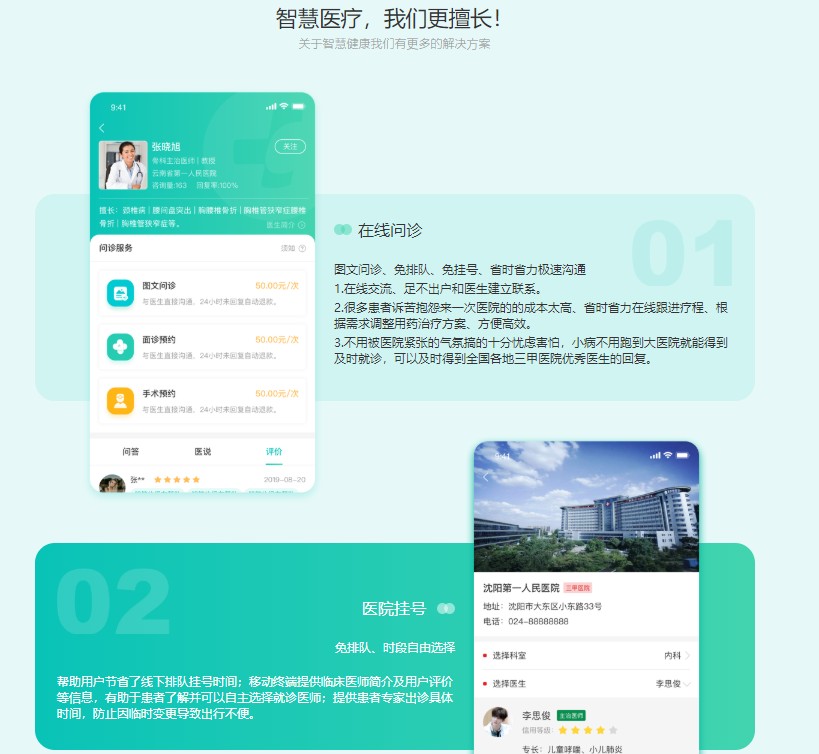 智慧医疗，我们更擅长！
关于智慧健康我们有更多的解决方案
9:41
张晓旭
关注
骨科主治医师 | 教授
云南省第一人民医院
咨询量:163 回复率:100%
擅长：颈椎病 | 腰间盘突出 | 胸腰椎骨折 | 胸椎管狭窄症腰椎
骨折 | 胸椎管狭窄症等。
医生简介
问诊服务
须知
图文问诊 50.00元/次
与医生直接沟通，24小时未回复自动退款。
面诊预约 50.00元/次
与医生直接沟通，24小时未回复自动退款。
手术预约 50.00元/次
与医生直接沟通，24小时未回复自动退款。
问答 医说 评价
张** 2019-08-20
01
在线问诊
图文问诊、免排队、免挂号、省时省力极速沟通
1.在线交流、足不出户和医生建立联系。
2.很多患者诉苦抱怨来一次医院的的成本太高、省时省力在线跟进疗程、根
据需求调整用药治疗方案、方便高效。
3.不用被医院紧张的气氛搞的十分忧虑害怕，小病不用跑到大医院就能得到
及时就诊，可以及时得到全国各地三甲医院优秀医生的回复。
02
医院挂号
免排队、时段自由选择
帮助用户节省了线下排队挂号时间；移动终端提供临床医师简介及用户评价
等信息，有助于患者了解并可以自主选择就诊医师；提供患者专家出诊具体
时间，防止因临时变更导致出行不便。
9:41
沈阳第一人民医院 三甲医院
地址：沈阳市大东区小东路33号
电话：024-88888888
选择科室 内科
选择医生 李思俊
李思俊 主治医师
信用等级：
专长：儿童哮喘、小儿肺炎